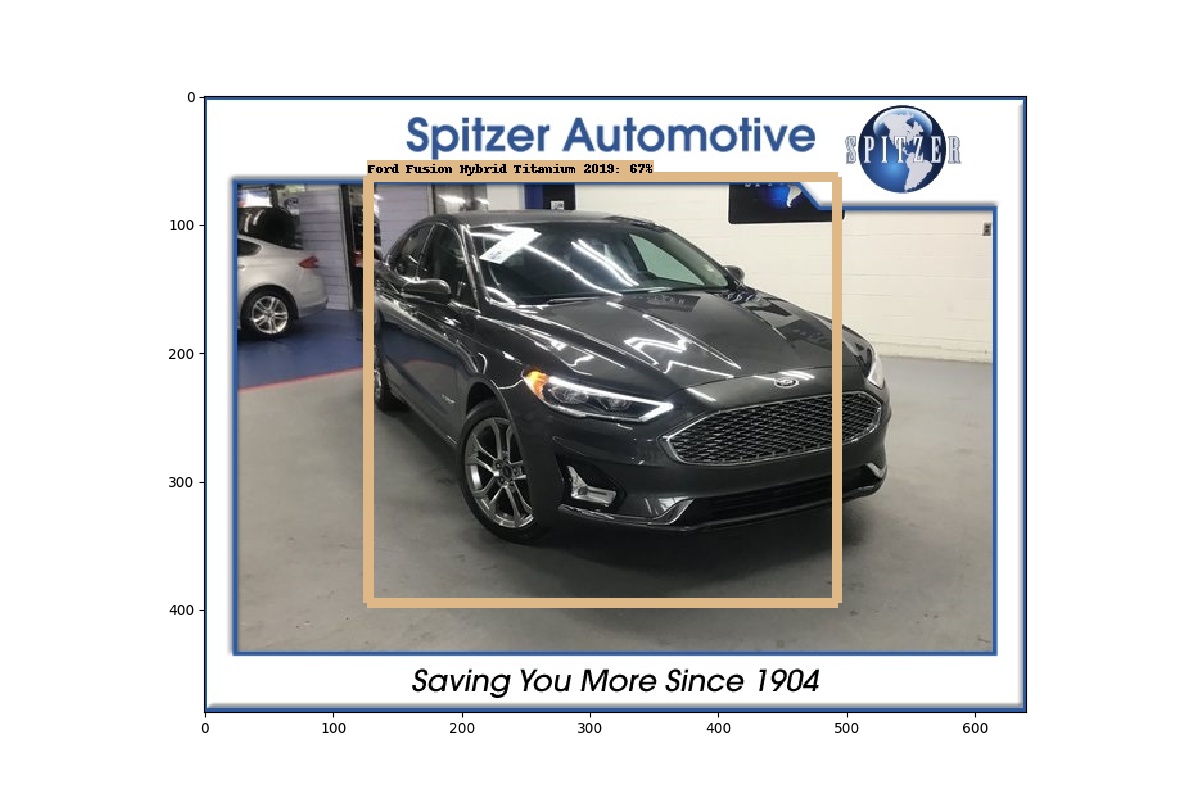 0
100
200
300
400
Spitzer Automotive
SPITZER
Ford Fusion Hybrid Titanium 2019: 67%
Saving You More Since 1904
0 100 200 300 400 500 600